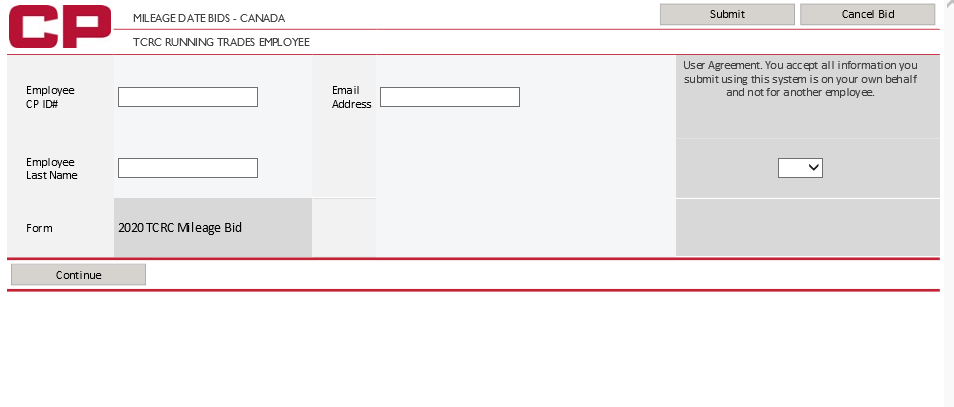 CP
MILEAGE DATE BIDS - CANADA
Submit
Cancel Bid
TCRC RUNNING TRADES EMPLOYEE
User Agreement. You accept all information you
submit using this system is on your own behalf
and not for another employee.
Employee
CP ID#
Email
Address
Employee
Last Name
Form
2020 TCRC Mileage Bid
Continue